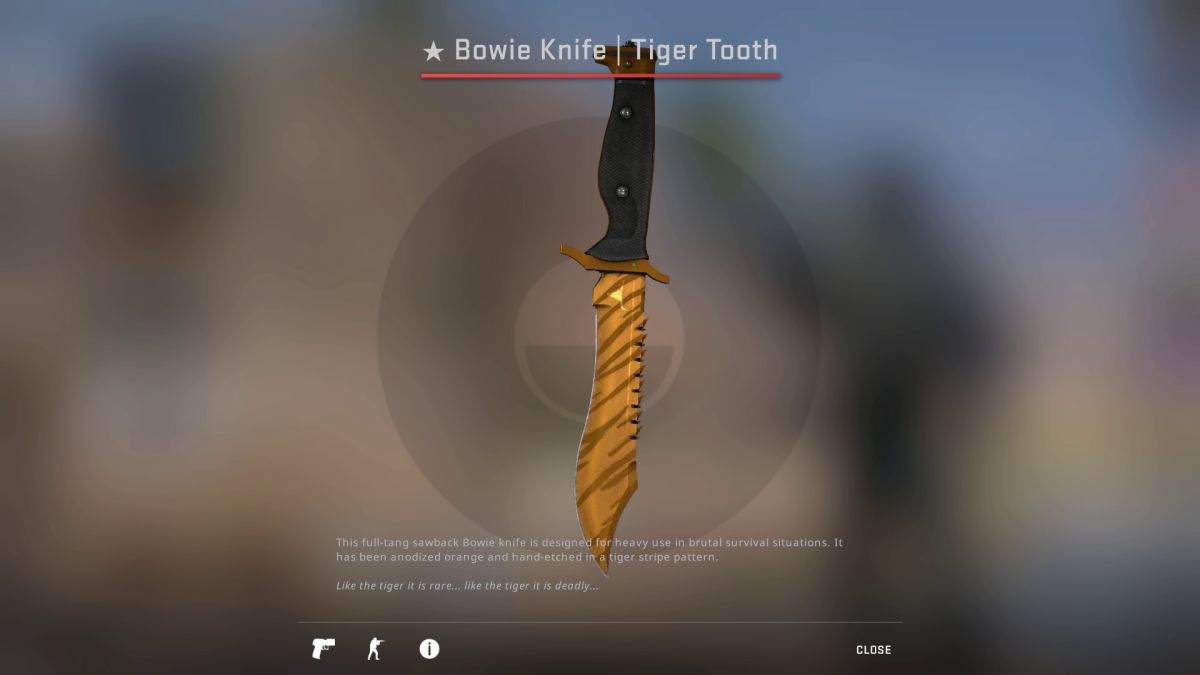 ★ Bowie Knife | Tiger Tooth
This full-tang sawback Bowie knife is designed for heavy use in brutal survival situations. It
has been anodized orange and hand-etched in a tiger stripe pattern.
Like the tiger it is rare... like the tiger it is deadly...
CLOSE